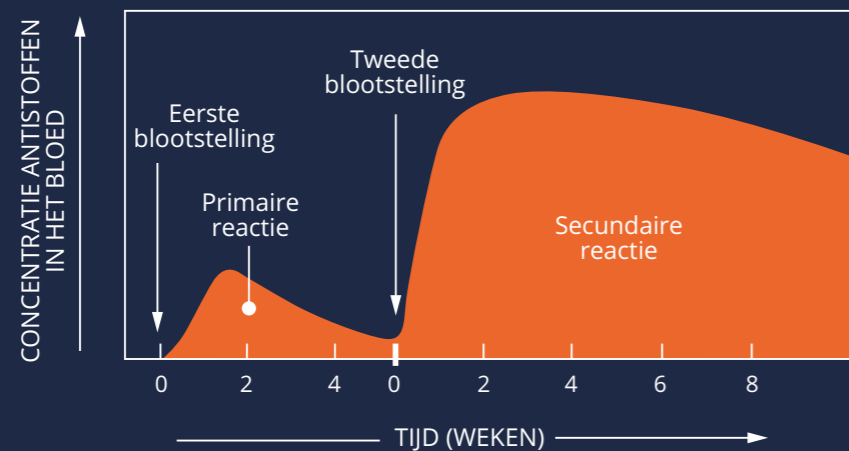 CONCENTRATIE ANTISTOFFEN
IN HET BLOED
Eerste
blootstelling
Primaire
reactie
Tweede
blootstelling
Secundaire
reactie
0 2 4 0 2 4 6 8
TIJD (WEKEN)